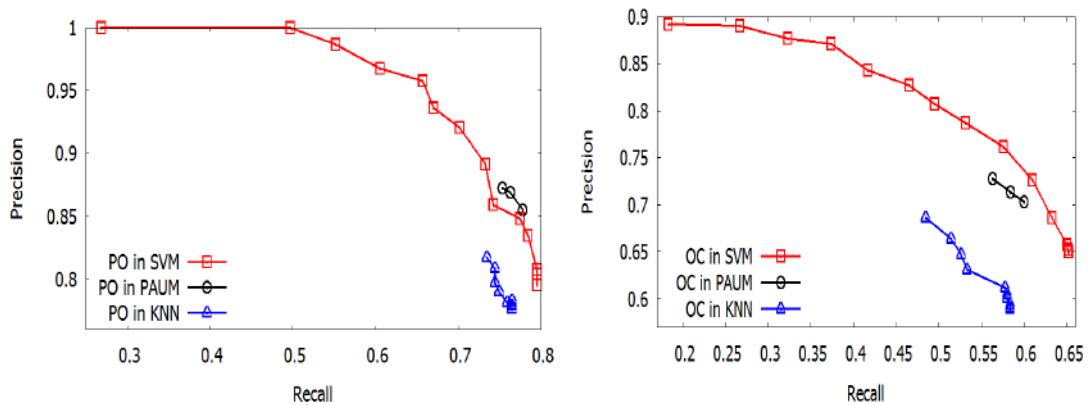 1
0.95
0.9
0.85
0.8
Precision
PO in SVM
PO in PAUM
PO in KNN
0.3 0.4 0.5 0.6 0.7 0.8
Recall
0.9
0.85
0.8
0.75
0.7
0.65
0.6
Precision
OC in SVM
OC in PAUM
OC in KNN
0.2 0.25 0.3 0.35 0.4 0.45 0.5 0.55 0.6 0.65
Recall